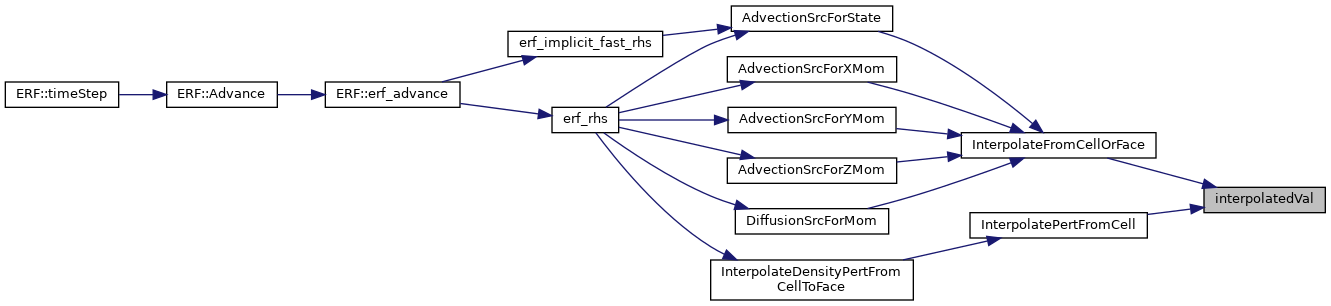 AdvectionSrcForState
erf_implicit_fast_rhs
AdvectionSrcForXMom
ERF::timeStep
ERF::Advance
ERF::erf_advance
erf_rhs
AdvectionSrcForYMom
InterpolateFromCellOrFace
AdvectionSrcForZMom
interpolatedVal
DiffusionSrcForMom
InterpolatePertFromCell
InterpolateDensityPertFrom
CellToFace